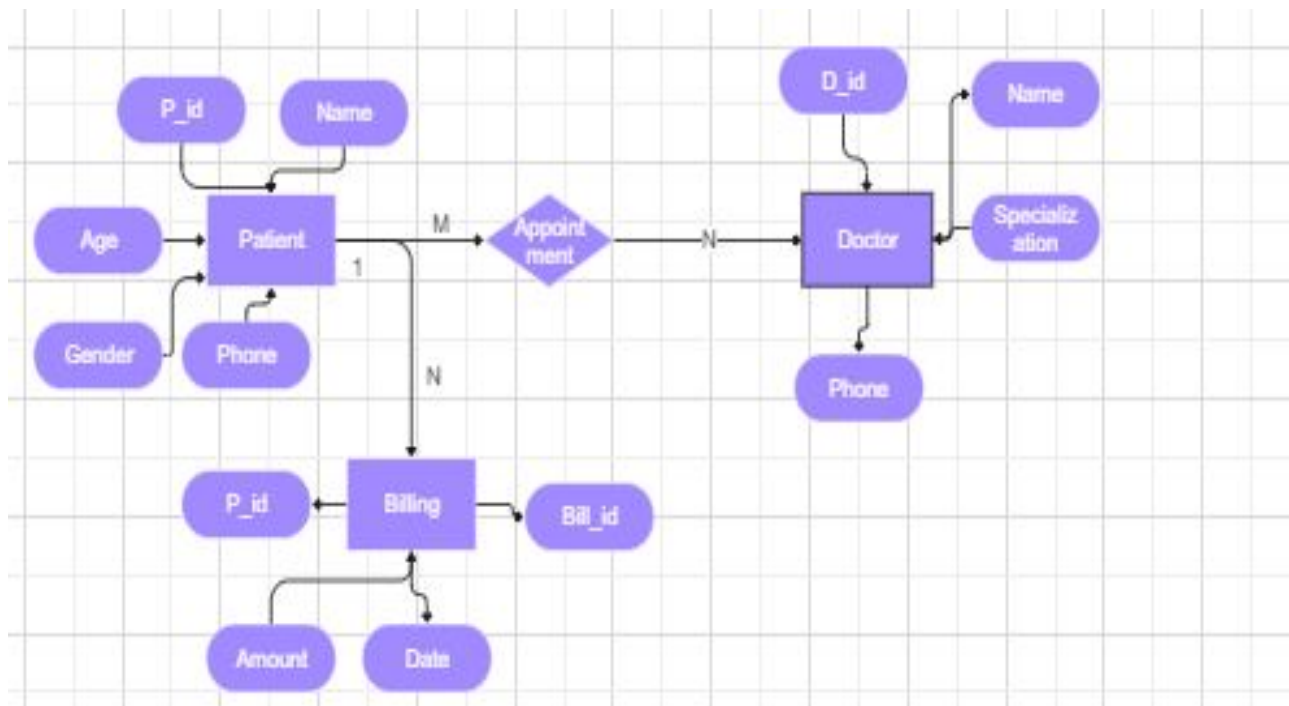 D_id
P_id
Name
Name
Age
Patient
M
Appoint
ment
N
Doctor
Specializ
ation
1
Gender
Phone
N
Phone
P_id
Billing
Bill_id
Amount
Date